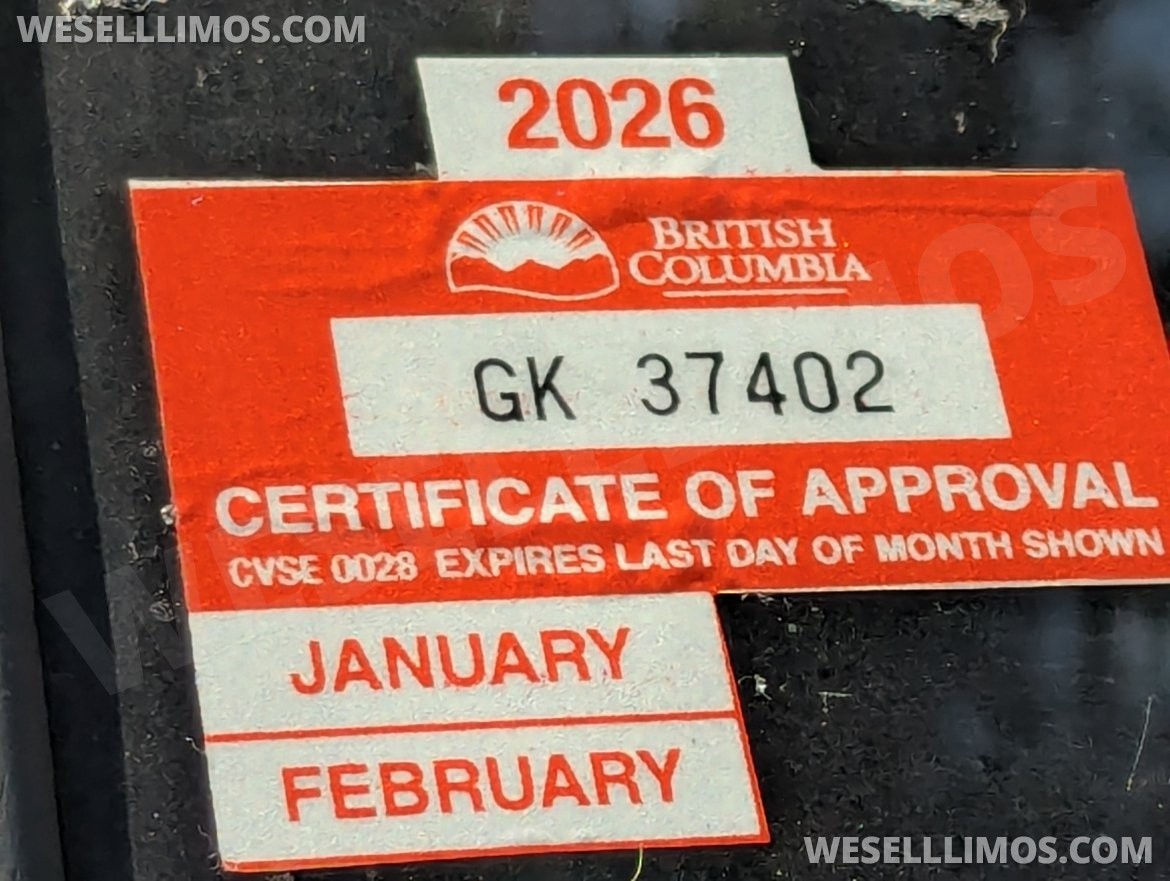 WESELLLIMOS.COM
2026
BRITISH
COLUMBIA
GK 37402
CERTIFICATE OF APPROVAL
CVSE 0028 EXPIRES LAST DAY OF MONTH SHOWN
JANUARY
FEBRUARY
WESELLLIMOS.COM